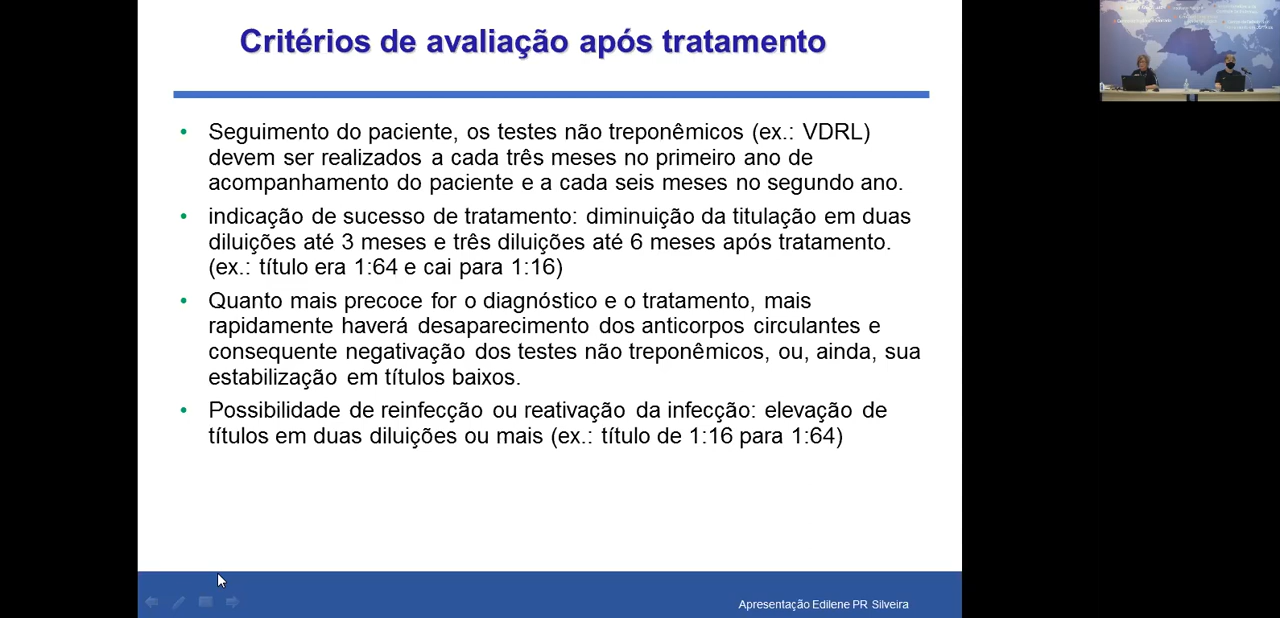 Critérios de avaliação após tratamento
• Seguimento do paciente, os testes não treponêmicos (ex.: VDRL)
devem ser realizados a cada três meses no primeiro ano de
acompanhamento do paciente e a cada seis meses no segundo ano.
• indicação de sucesso de tratamento: diminuição da titulação em duas
diluições até 3 meses e três diluições até 6 meses após tratamento.
(ex.: título era 1:64 e cai para 1:16)
• Quanto mais precoce for o diagnóstico e o tratamento, mais
rapidamente haverá desaparecimento dos anticorpos circulantes e
consequente negativação dos testes não treponêmicos, ou, ainda, sua
estabilização em títulos baixos.
• Possibilidade de reinfecção ou reativação da infecção: elevação de
títulos em duas diluições ou mais (ex.: título de 1:16 para 1:64)
Apresentação Edilene PR Silveira